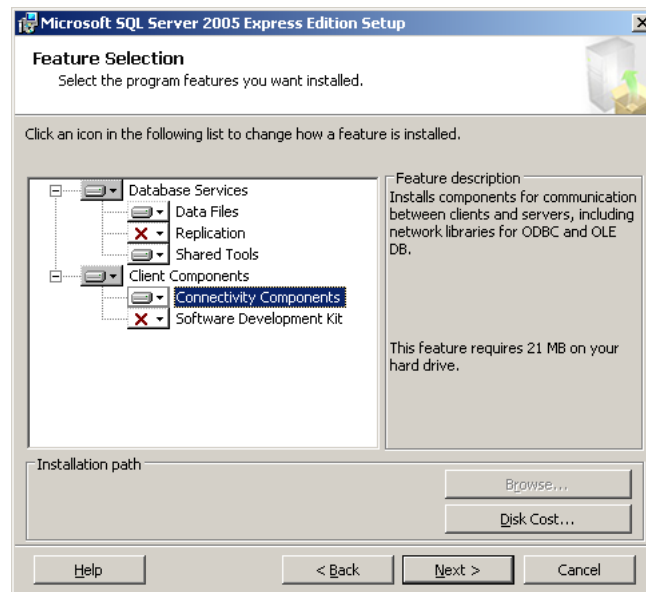 Microsoft SQL Server 2005 Express Edition Setup
Feature Selection
Select the program features you want installed.
Click an icon in the following list to change how a feature is installed.
Database Services
Data Files
Replication
Shared Tools
Client Components
Connectivity Components
Software Development Kit
Feature description
Installs components for communication
between clients and servers, including
network libraries for ODBC and OLE
DB.
This feature requires 21 MB on your
hard drive.
Installation path
Browse...
Disk Cost...
Help
< Back
Next >
Cancel